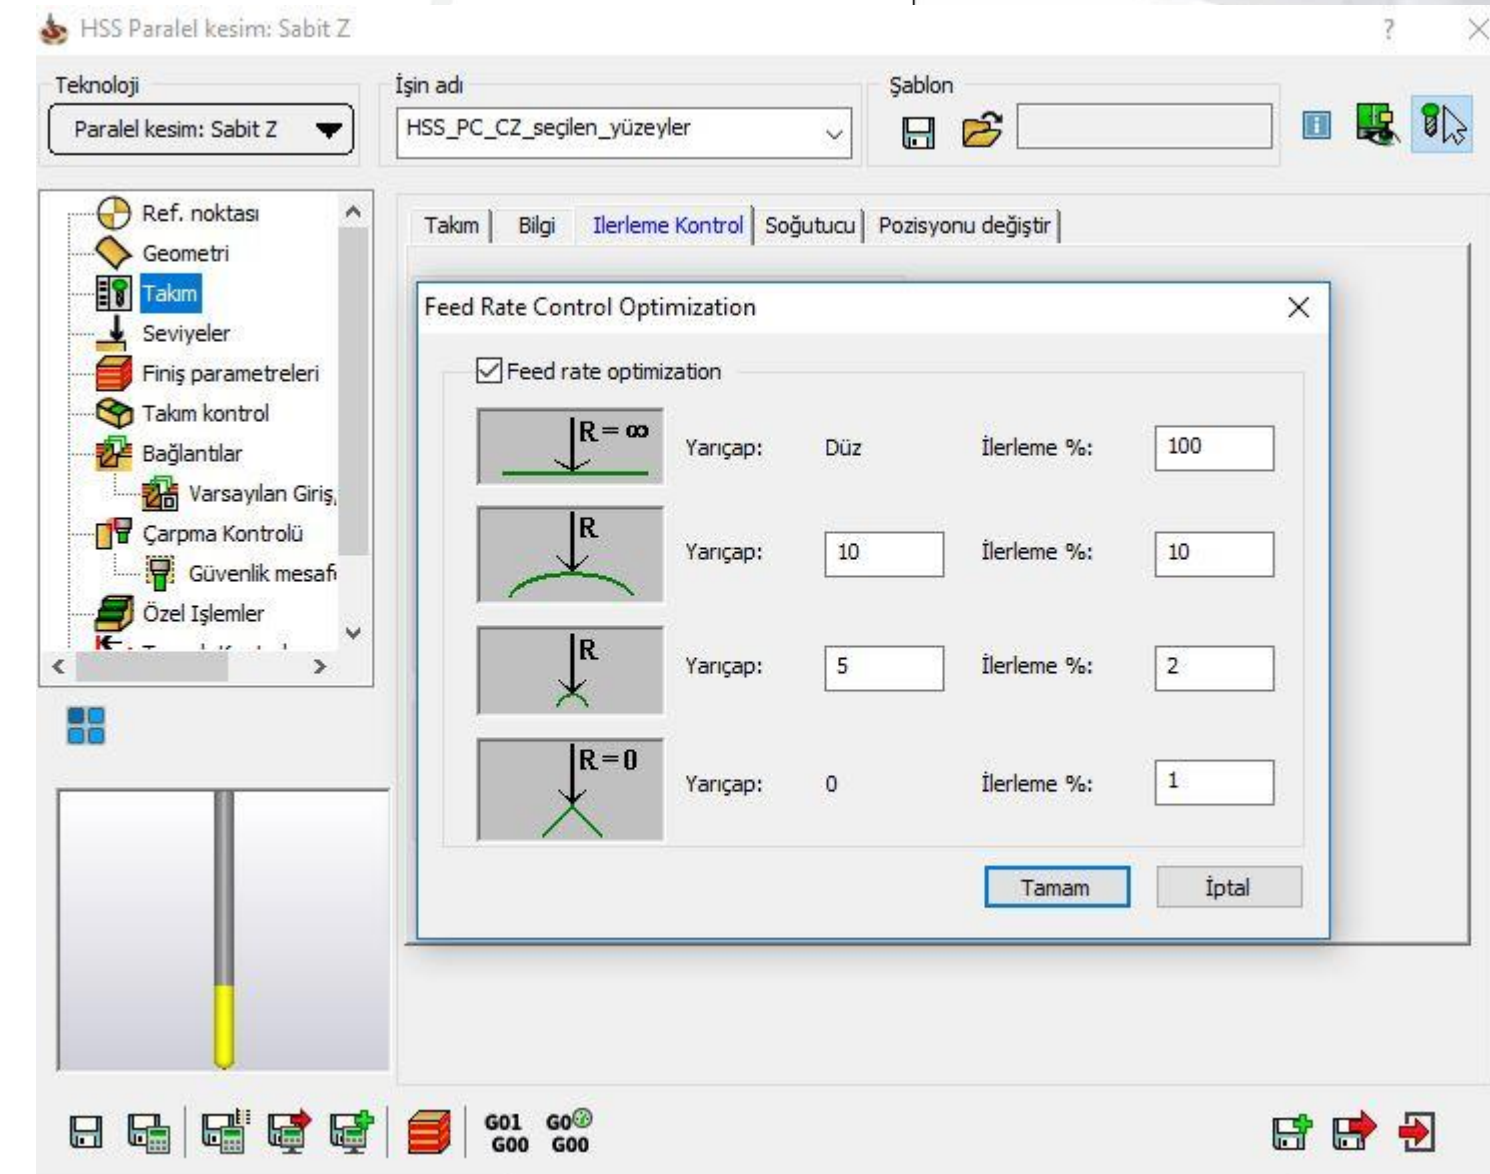 HSS Paralel kesim: Sabit Z
?
Teknoloji
İşin adı
Şablon
Paralel kesim: Sabit Z
HSS_PC_CZ_seçilen_yüzeyler
Ref. noktası
Geometri
Takım
Seviyeler
Finiş parametreleri
Takım kontrol
Bağlantılar
Varsayılan Giriş,
Çarpma Kontrolü
Güvenlik mesaf
Özel Işlemler
Takım
Bilgi
Ilerleme Kontrol
Soğutucu
Pozisyonu değiştir
Feed Rate Control Optimization
Feed rate optimization
R = ∞
Yarıçap:
Düz
İlerleme %:
100
R
Yarıçap:
10
İlerleme %:
10
R
Yarıçap:
5
İlerleme %:
2
R = 0
Yarıçap:
0
İlerleme %:
1
Tamam
İptal
G01
G00
G0
G00